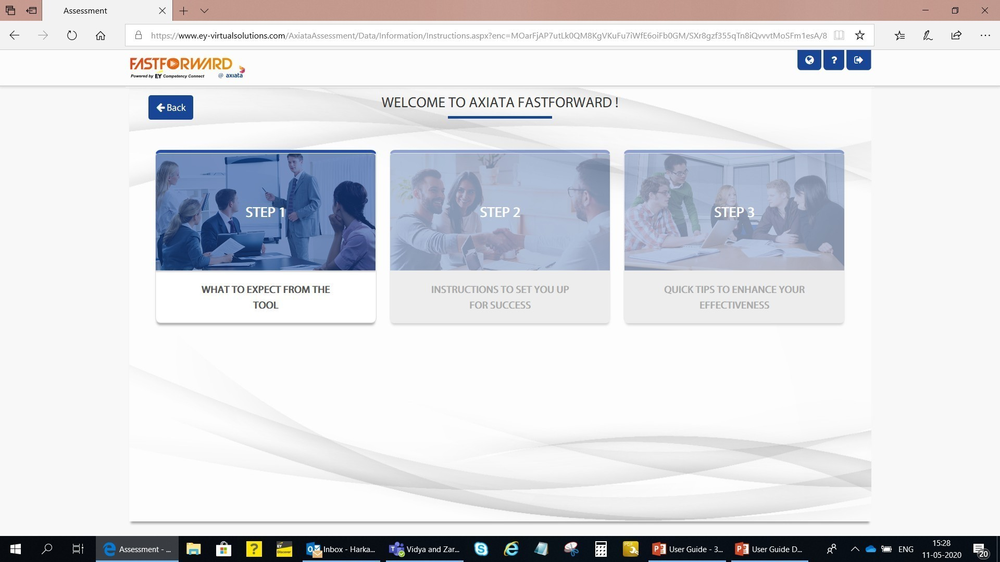 Assessment
https://www.ey-virtualsolutions.com/AxiataAssessment/Data/Information/Instructions.aspx?enc=MOarFjAP7utLk0QM8KgVKuFu7iWfE6oiFb0GM/SXr8gzf355qTn8iQvvvtMoSFm1esA/8
FASTFORWARD
Powered by EY Competency Connect
@ axiata
?
Back
WELCOME TO AXIATA FASTFORWARD !
STEP 1
WHAT TO EXPECT FROM THE
TOOL
STEP 2
INSTRUCTIONS TO SET YOU UP
FOR SUCCESS
STEP 3
QUICK TIPS TO ENHANCE YOUR
EFFECTIVENESS
Assessment - ...
?
EY
Discover
Inbox - Harka...
Vidya and Zar...
PDF
User Guide - 3...
User Guide D...
ENG
15:28
11-05-2020
20